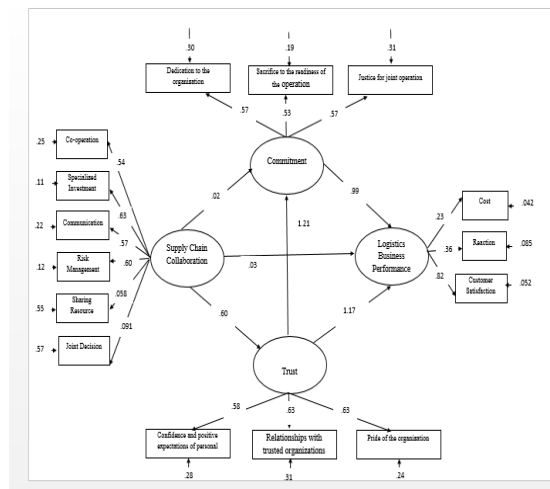 .30
.19
.31
Dedication to the
organization
Sacrifice to the readiness of
the operation
Justice for joint operation
.57
.53
.57
.25
Co-operation
.54
Commitment
.11
Specialized
Investment
.63
.02
.99
.22
Communication
.57
Cost
.042
.23
1.21
.12
Risk
Management
.60
Supply Chain
Collaboration
.03
Logistics
Business
Performance
.36
Reaction
.085
.82
Customer
Satisfaction
.052
.55
Sharing
Resource
.058
.60
1.17
.57
Joint Decision
.091
Trust
.58
.63
.63
Confidence and positive
expectations of personal
Relationships with
trusted organizations
Pride of the organization
.28
.31
.24